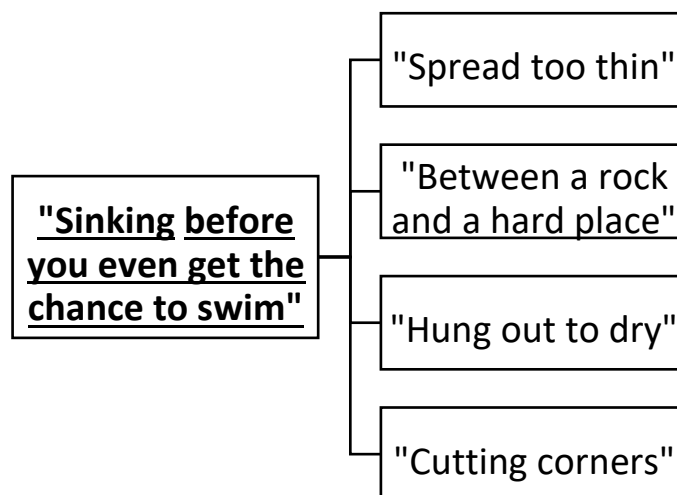 "Spread too thin"
"Between a rock
and a hard place"
"Sinking before
you even get the
chance to swim"
"Hung out to dry"
"Cutting corners"